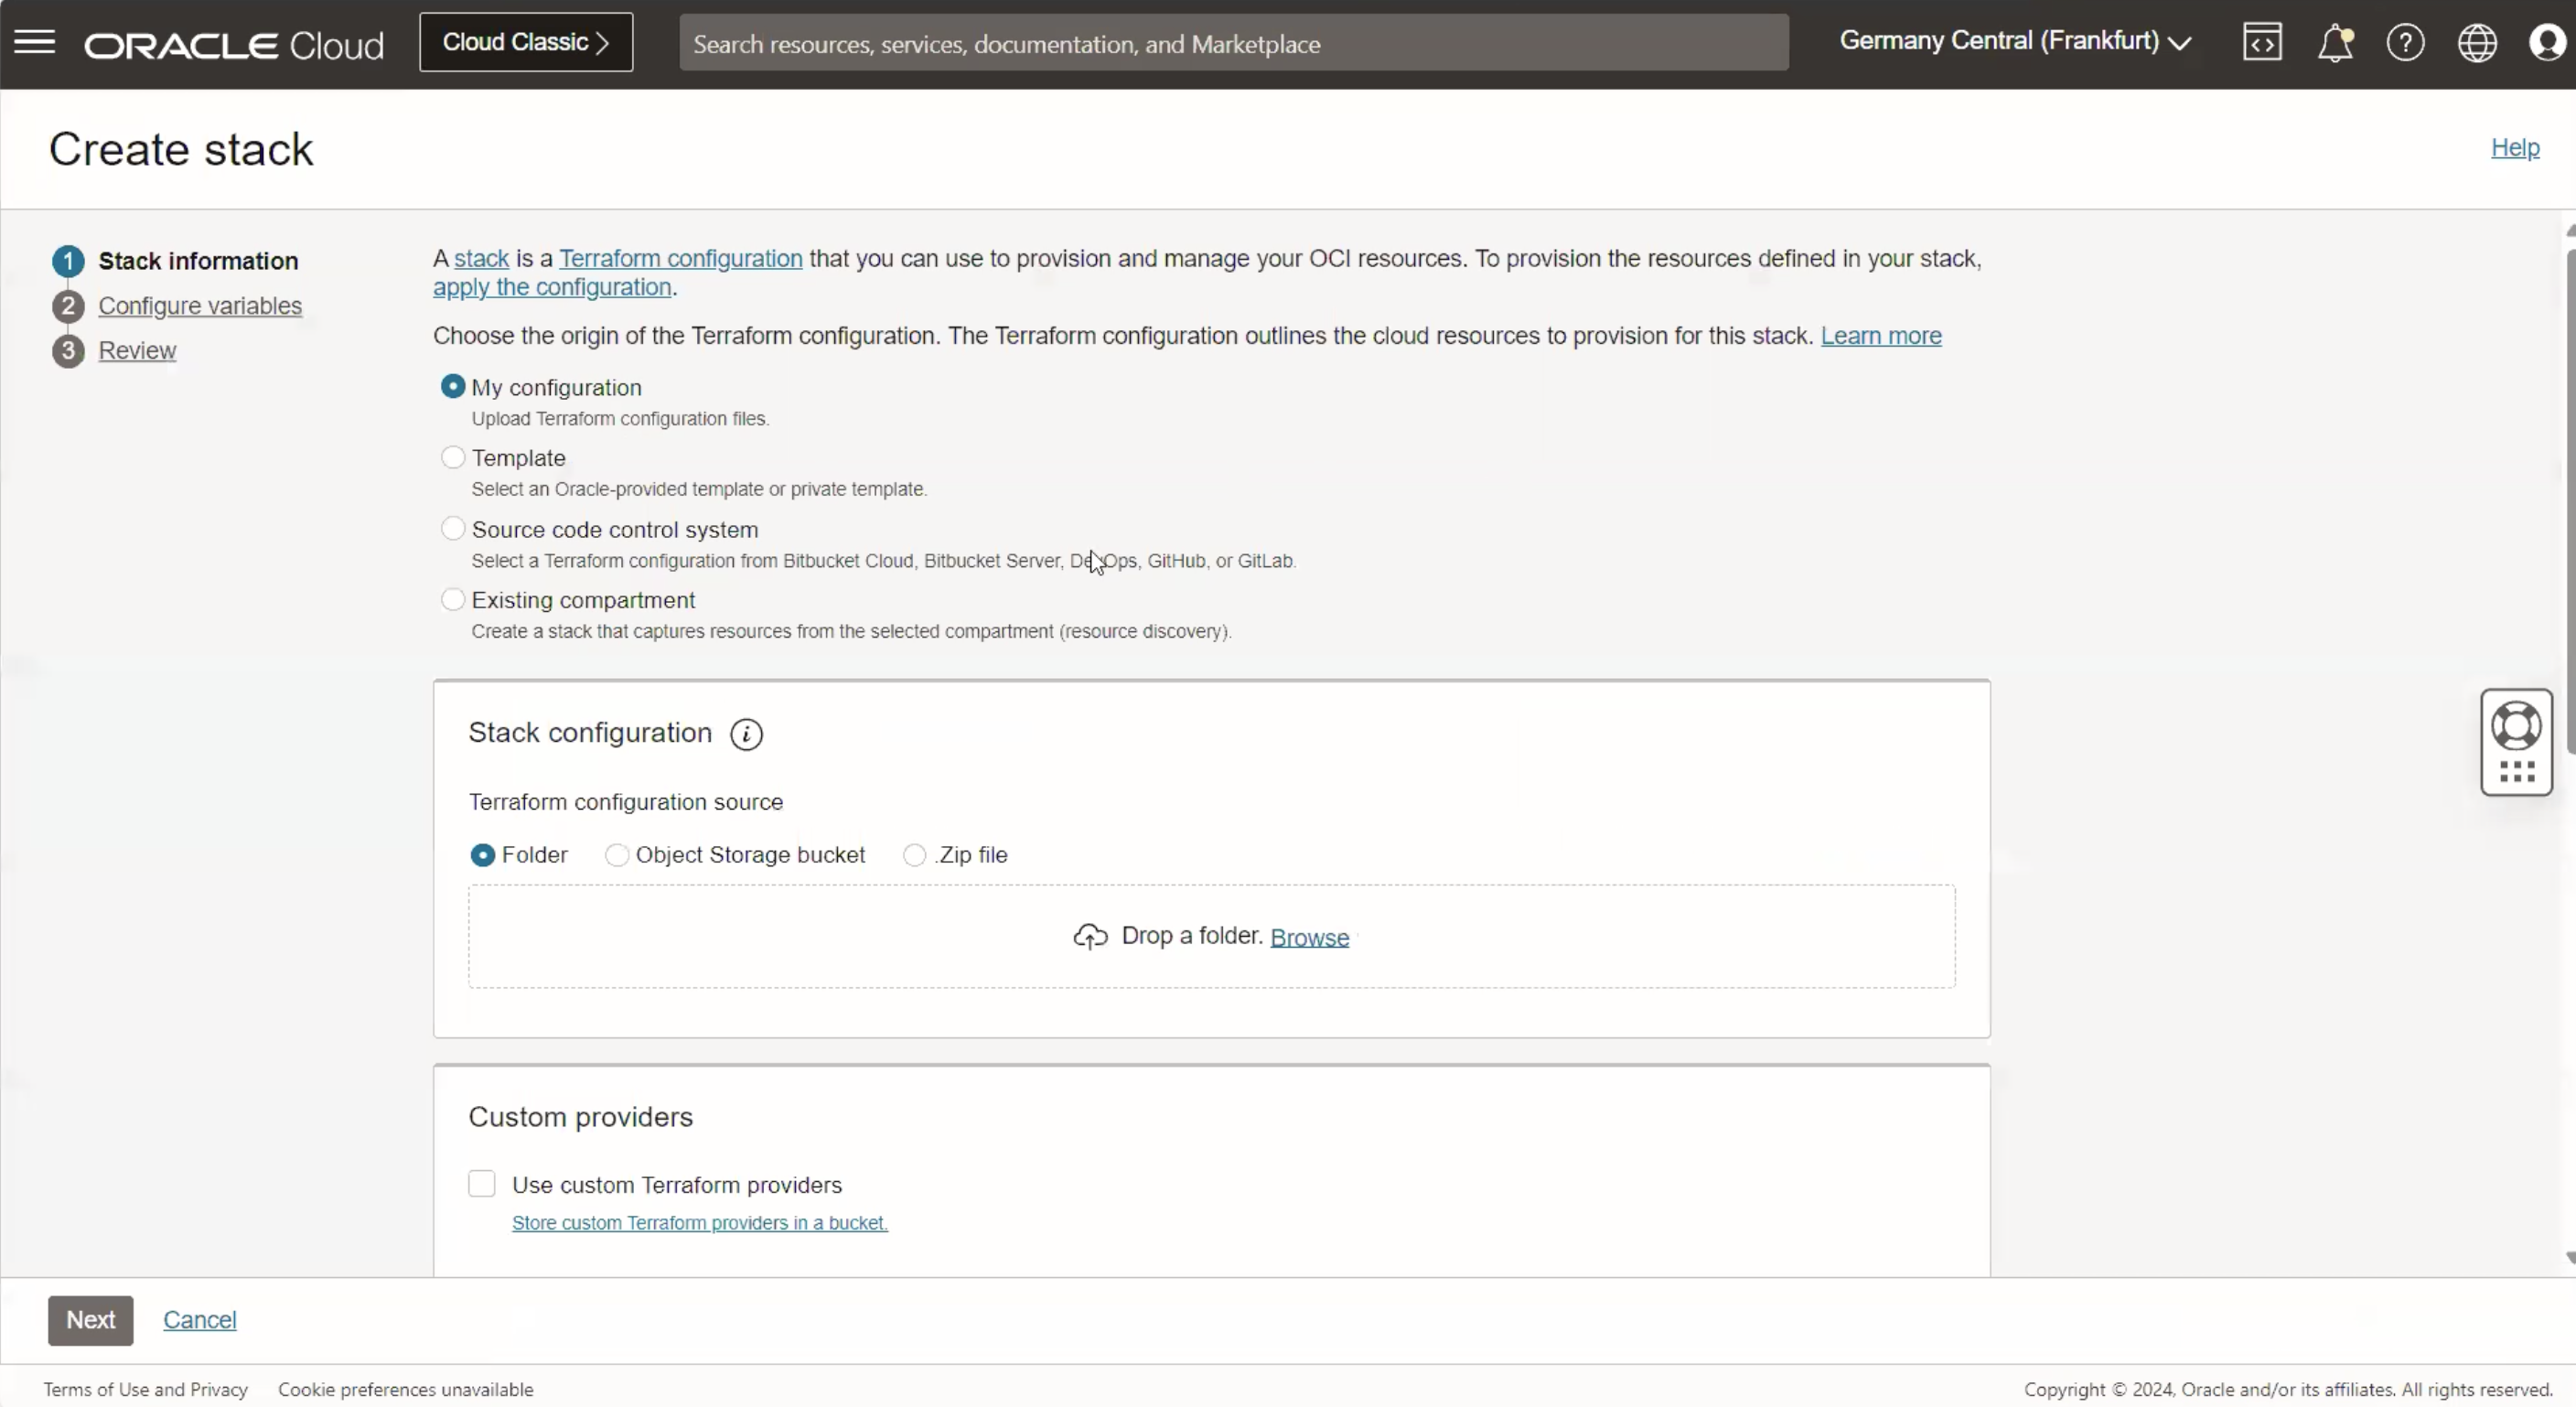 ORACLE Cloud
Cloud Classic
Search resources, services, documentation, and Marketplace
Germany Central (Frankfurt)
Create stack
Help
1 Stack information
2 Configure variables
3 Review
A stack is a Terraform configuration that you can use to provision and manage your OCI resources. To provision the resources defined in your stack,
apply the configuration.
Choose the origin of the Terraform configuration. The Terraform configuration outlines the cloud resources to provision for this stack. Learn more
My configuration
Upload Terraform configuration files.
Template
Select an Oracle-provided template or private template.
Source code control system
Select a Terraform configuration from Bitbucket Cloud, Bitbucket Server, DevOps, GitHub, or GitLab.
Existing compartment
Create a stack that captures resources from the selected compartment (resource discovery).
Stack configuration
Terraform configuration source
Folder Object Storage bucket .Zip file
Drop a folder. Browse
Custom providers
Use custom Terraform providers
Store custom Terraform providers in a bucket.
Next Cancel
Terms of Use and Privacy Cookie preferences unavailable Copyright © 2024, Oracle and/or its affiliates. All rights reserved.